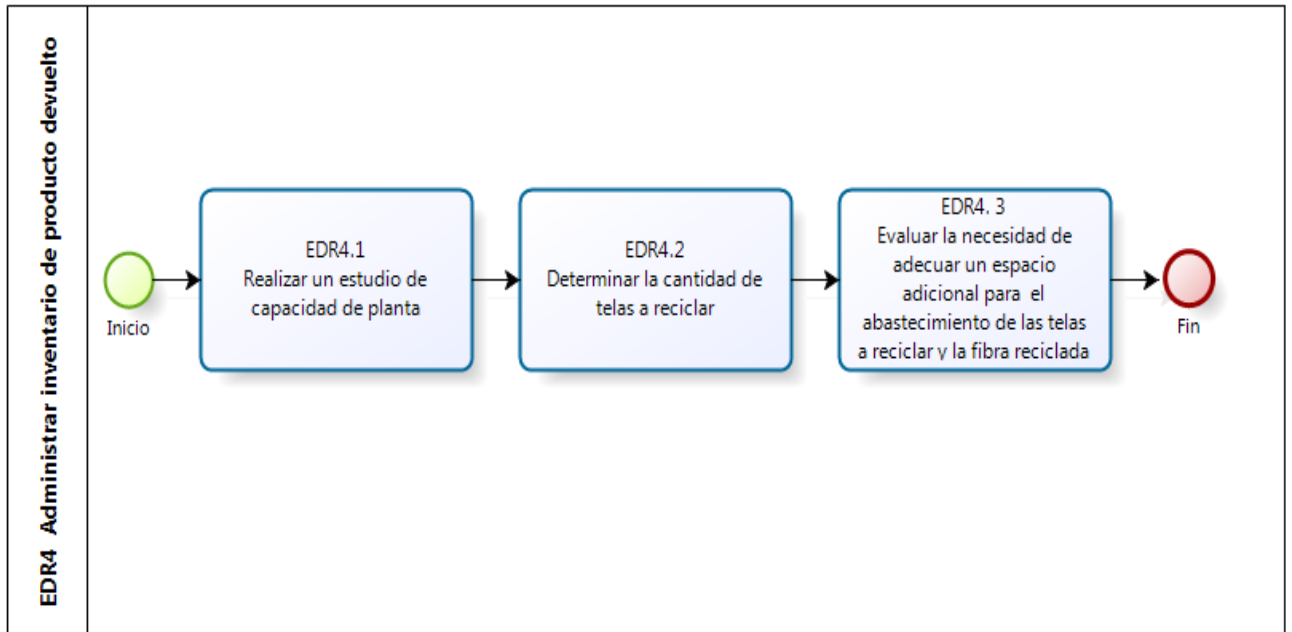 EDR4 Administrar inventario de producto devuelto
Inicio
EDR4.1
Realizar un estudio de
capacidad de planta
EDR4.2
Determinar la cantidad de
telas a reciclar
EDR4. 3
Evaluar la necesidad de
adecuar un espacio
adicional para el
abastecimiento de las telas
a reciclar y la fibra reciclada
Fin